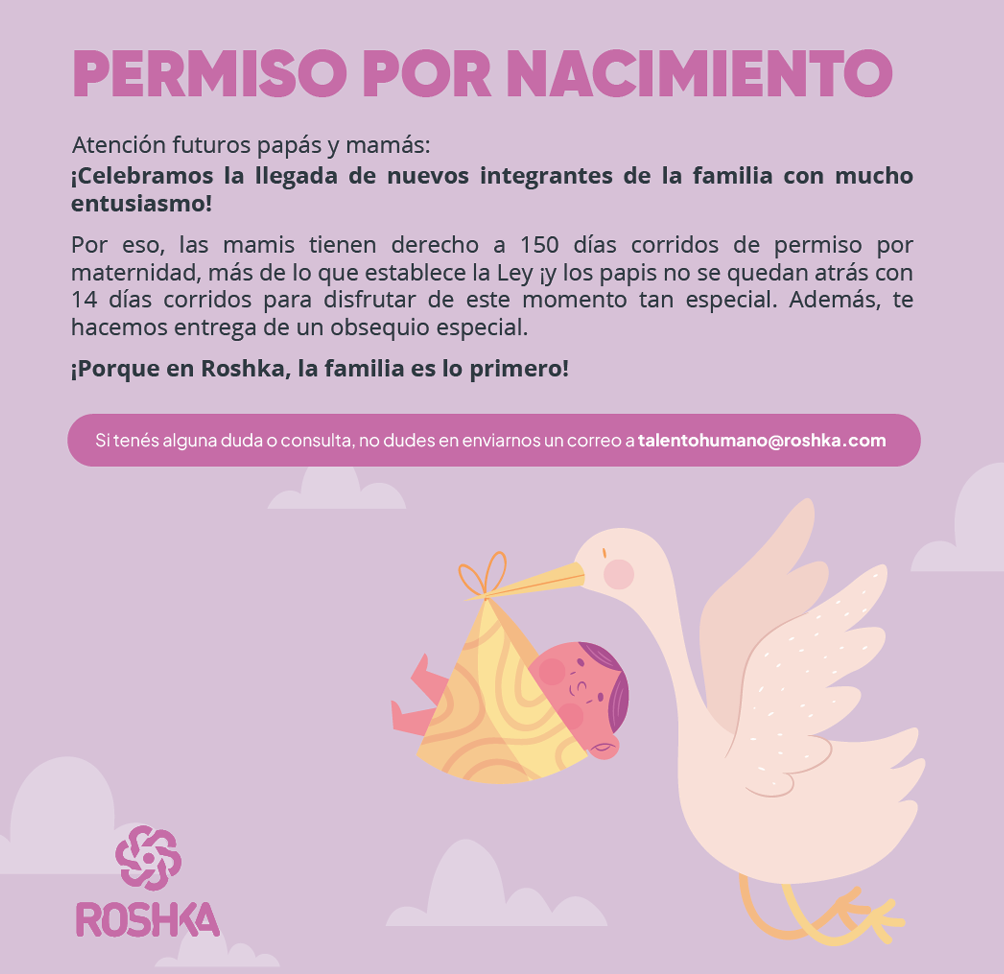 PERMISO POR NACIMIENTO
Atención futuros papás y mamás:
¡Celebramos la llegada de nuevos integrantes de la familia con mucho
entusiasmo!
Por eso, las mamis tienen derecho a 150 días corridos de permiso por
maternidad, más de lo que establece la Ley ¡y los papis no se quedan atrás con
14 días corridos para disfrutar de este momento tan especial. Además, te
hacemos entrega de un obsequio especial.
¡Porque en Roshka, la familia es lo primero!
Si tenés alguna duda o consulta, no dudes en enviarnos un correo a talentohumano@roshka.com
ROSHKA